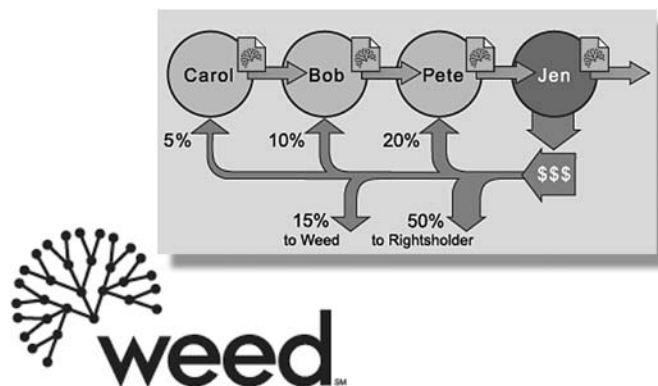 Carol Bob Pete Jen
5% 10% 20% $$$
15% 50%
to Weed to Rightsholder
weed
SM